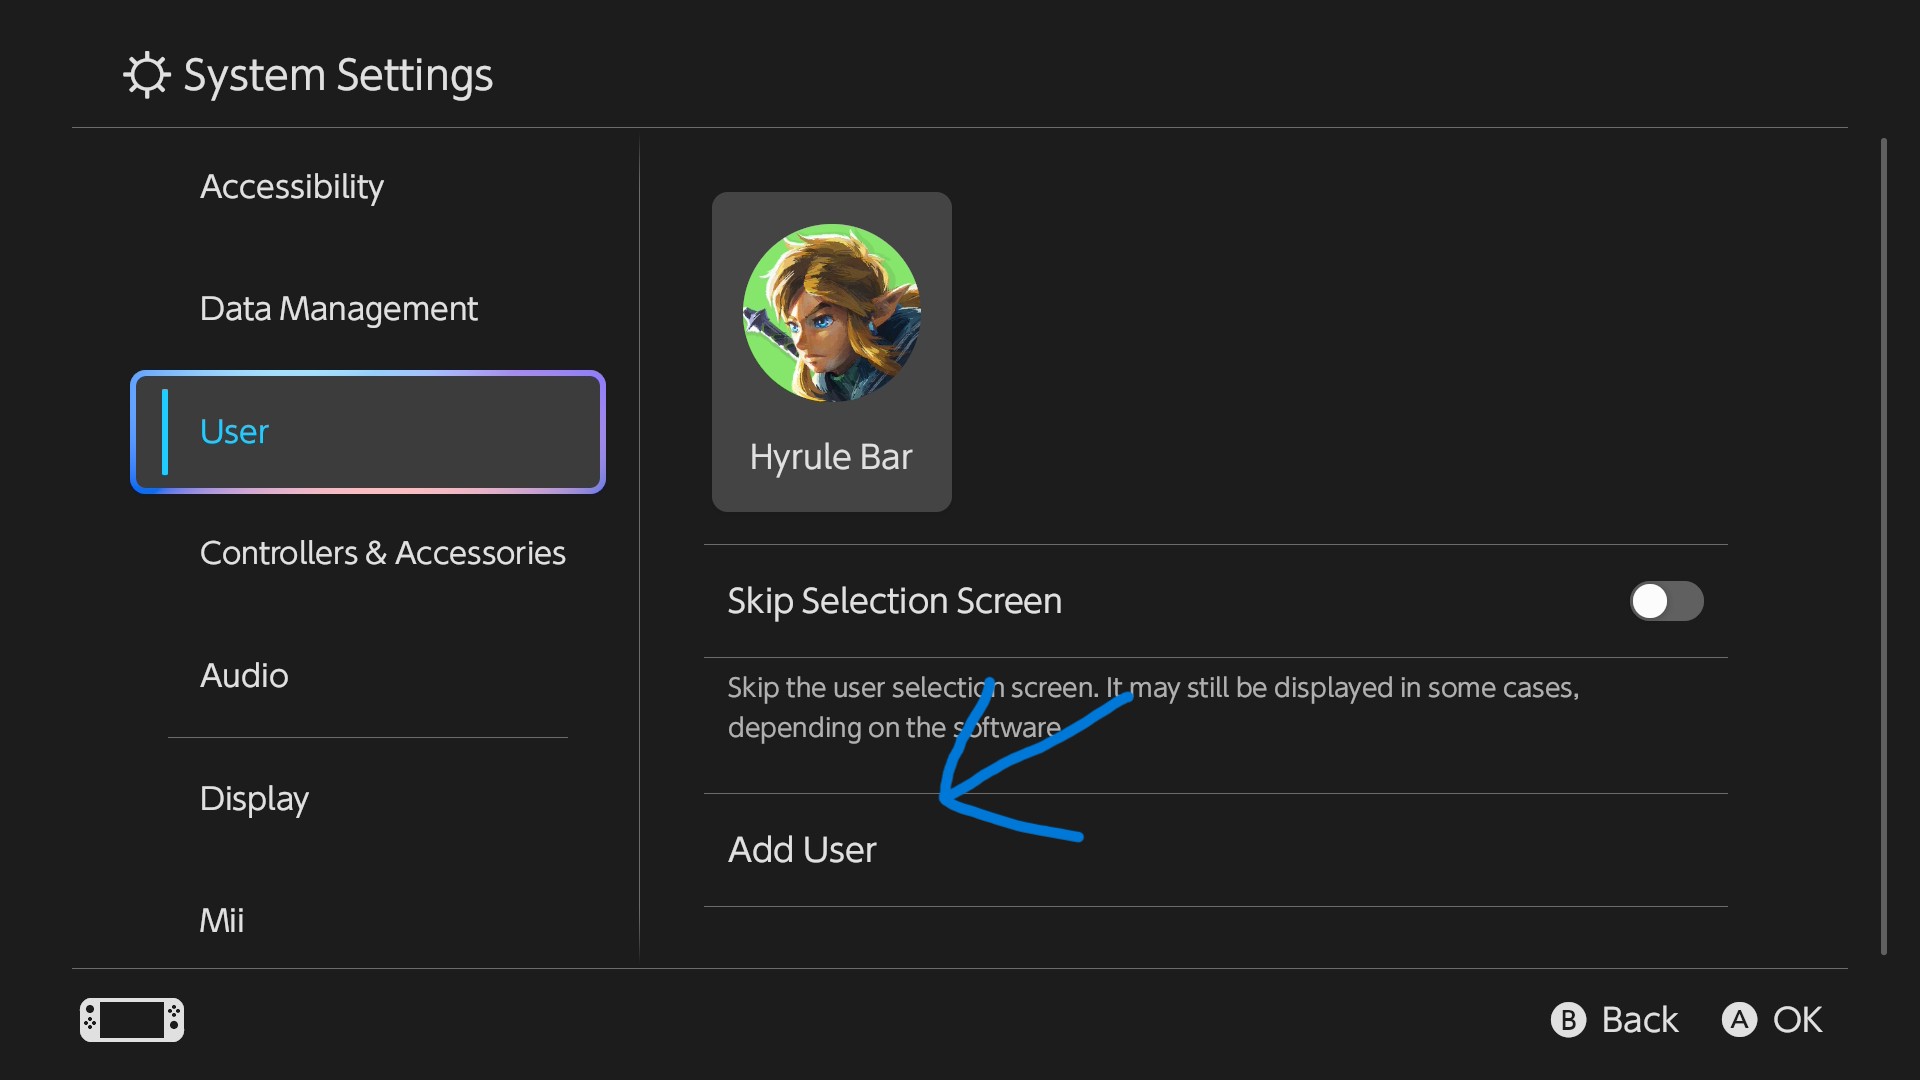 System Settings
Accessibility
Data Management
User
Controllers & Accessories
Audio
Display
Mii
Hyrule Bar
Skip Selection Screen
Skip the user selection screen. It may still be displayed in some cases,
depending on the software.
Add User
B Back A OK